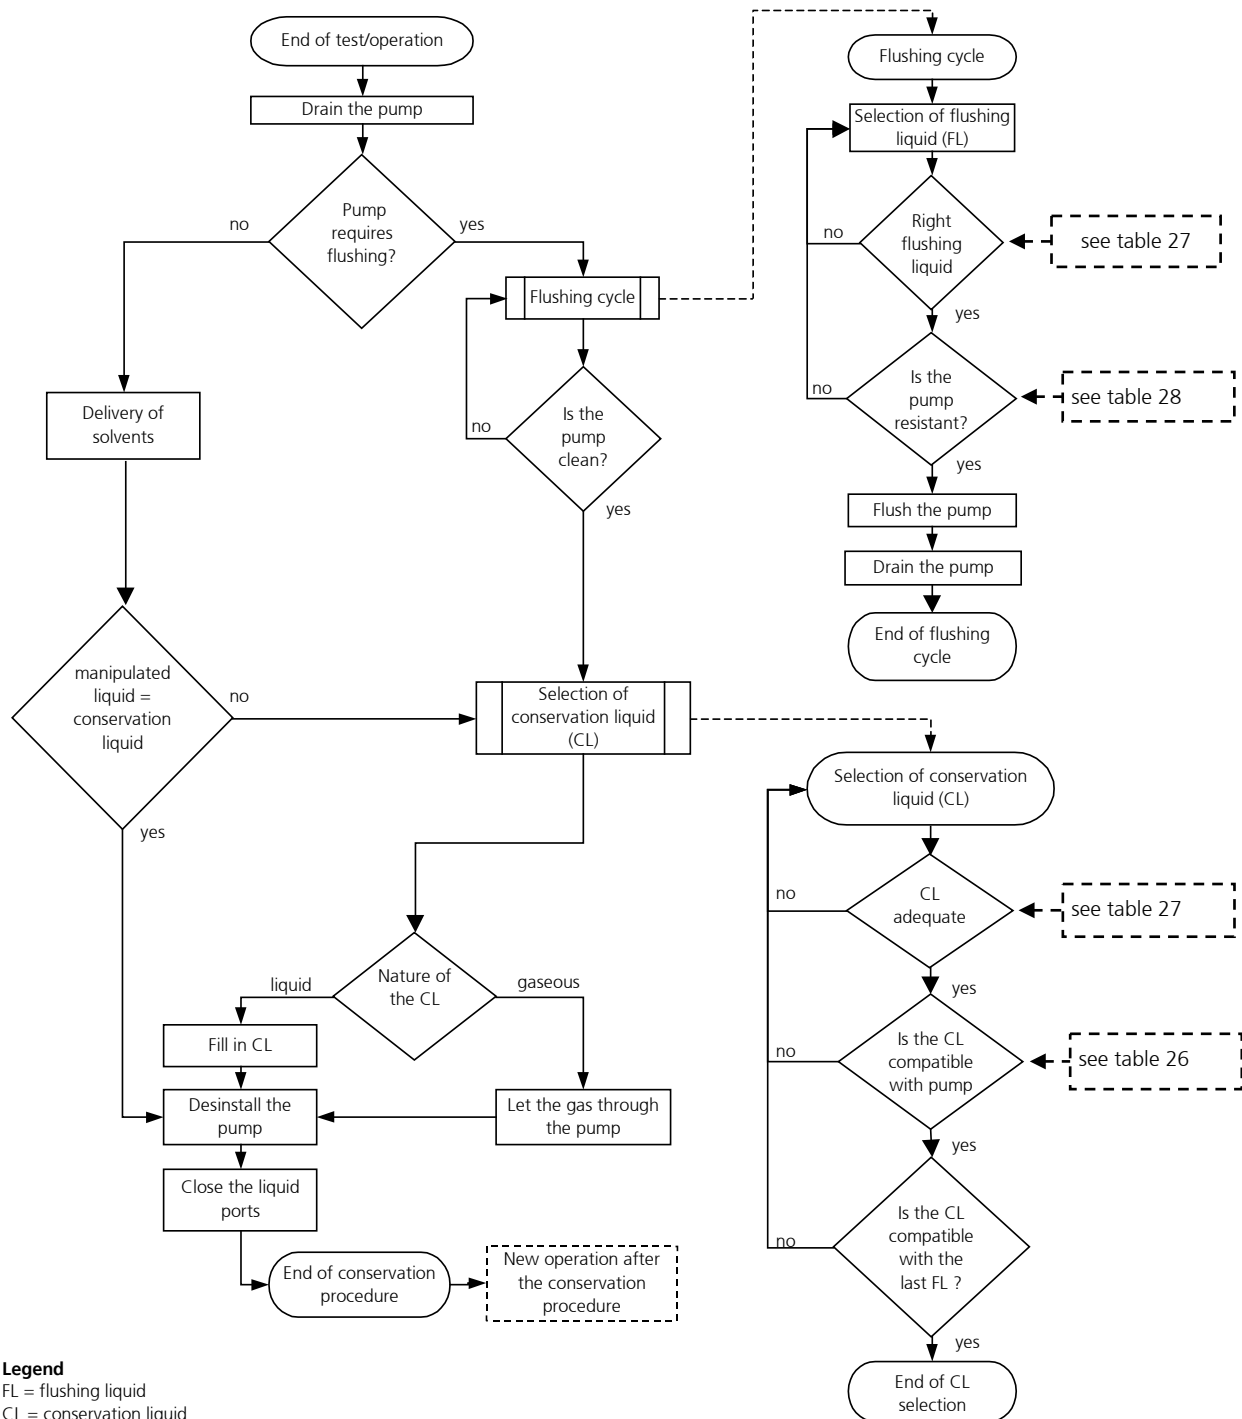 End of test/operation
Drain the pump
Pump
requires
flushing?
no
yes
Flushing cycle
Is the
pump
clean?
no
yes
Delivery of
solvents
manipulated
liquid =
conservation
liquid
no
yes
Selection of
conservation liquid
(CL)
Nature of
the CL
liquid
gaseous
Fill in CL
Let the gas through
the pump
Desinstall the
pump
Close the liquid
ports
End of conservation
procedure
New operation after
the conservation
procedure
Flushing cycle
Selection of flushing
liquid (FL)
Right
flushing
liquid
no
see table 27
yes
Is the
pump
resistant?
no
see table 28
yes
Flush the pump
Drain the pump
End of flushing
cycle
Selection of conservation
liquid (CL)
CL
adequate
no
see table 27
yes
Is the CL
compatible
with pump
no
see table 26
yes
Is the CL
compatible
with the
last FL ?
no
yes
End of CL
selection
Legend
FL = flushing liquid
CL = conservation liquid